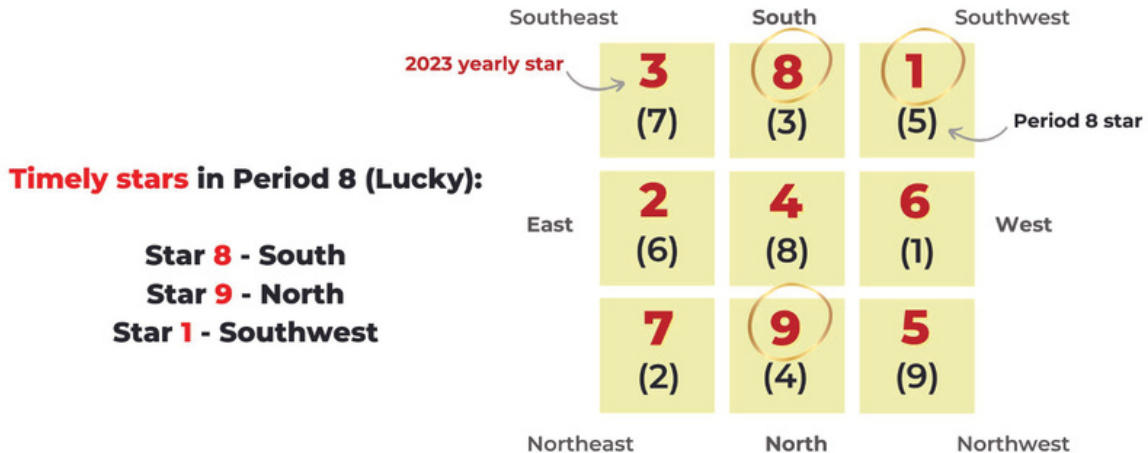 Southeast South Southwest
2023 yearly star
3 8 1
(7) (3) (5)
Period 8 star
Timely stars in Period 8 (Lucky):
Star 8 - South
Star 9 - North
Star 1 - Southwest
East
2 4 6
(6) (8) (1)
West
7 9 5
(2) (4) (9)
Northeast North Northwest